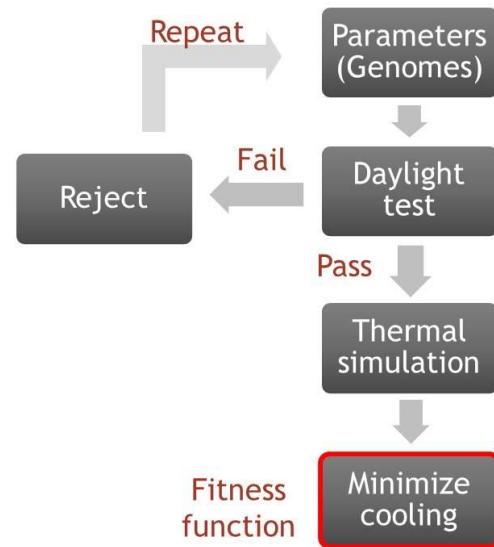 Repeat
Parameters
(Genomes)
Fail
Reject
Daylight
test
Pass
Thermal
simulation
Fitness
function
Minimize
cooling